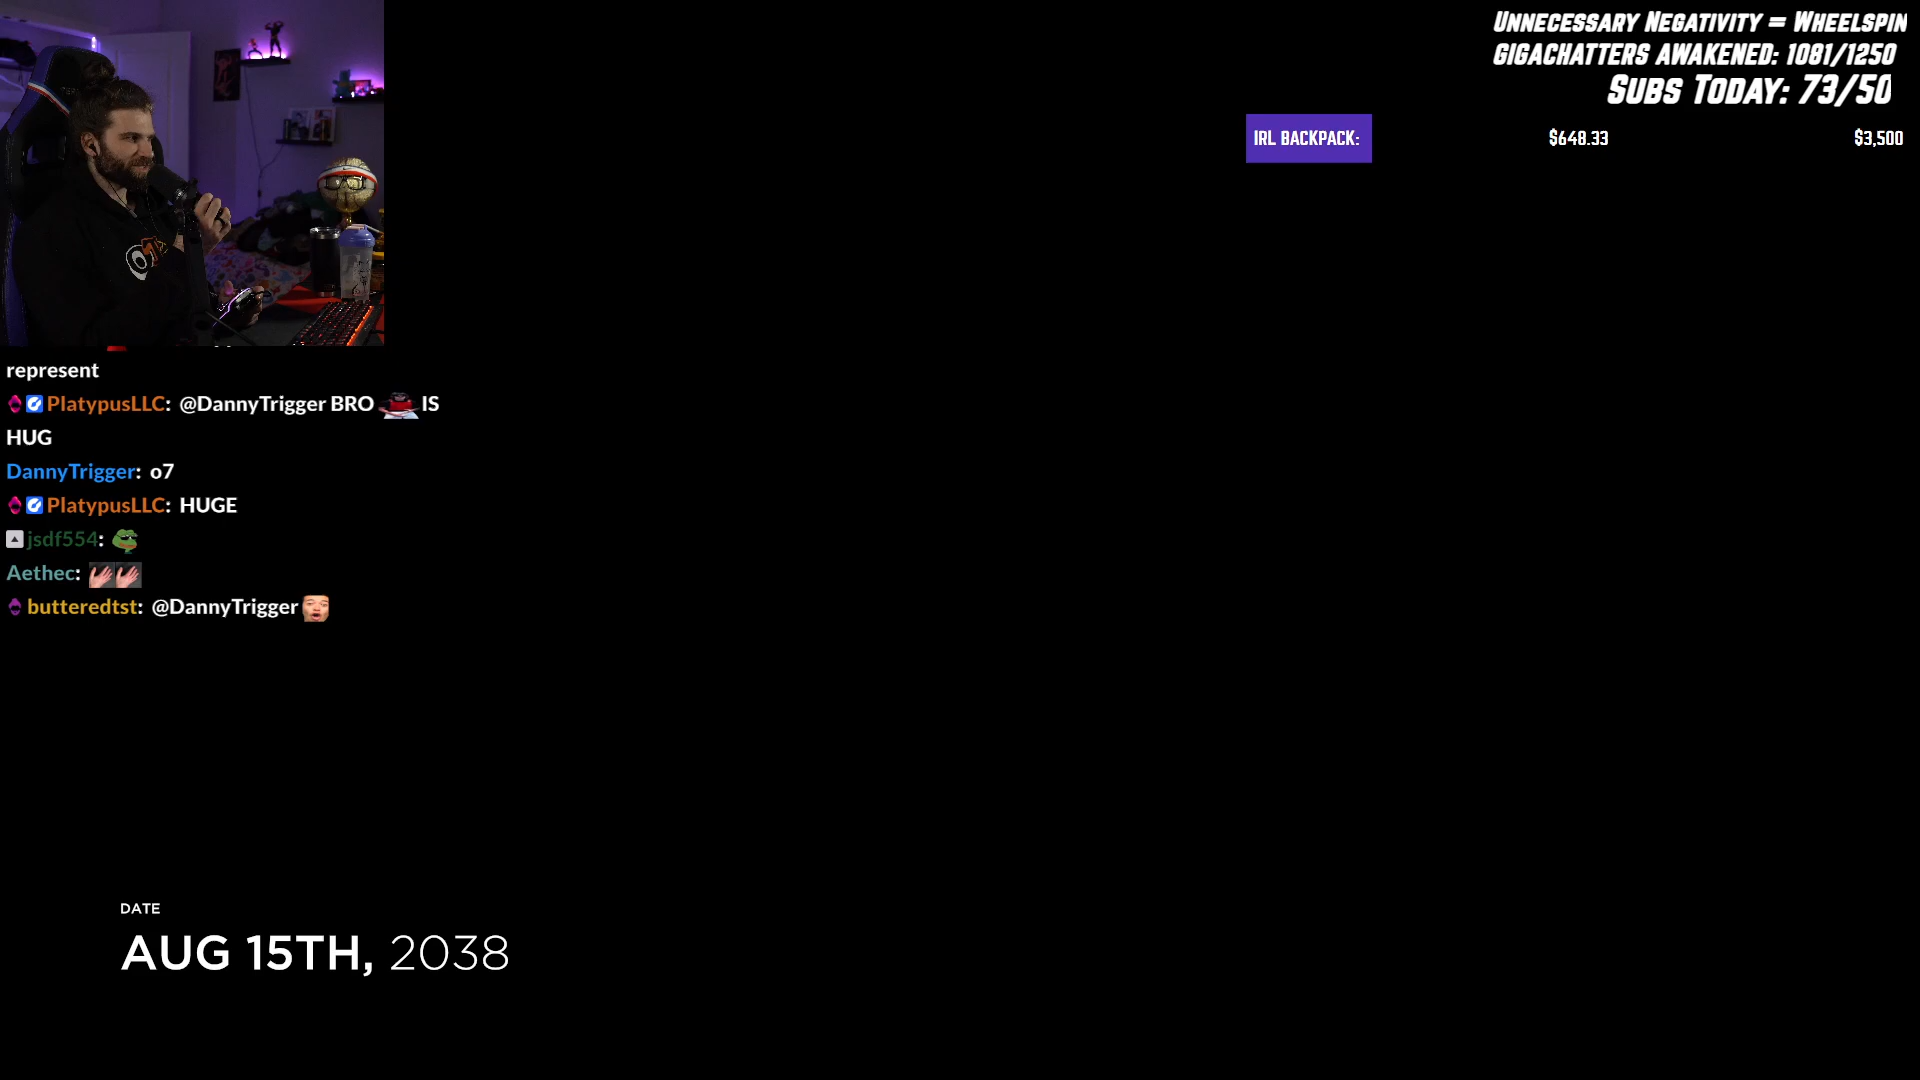 Unnecessary Negativity = Wheelspin
GIGACHATTERS AWAKENED: 1081/1250
Subs Today: 73/50
IRL BACKPACK: $648.33 $3,500
represent
PlatypusLLC: @DannyTrigger BRO IS
HUG
DannyTrigger: o7
PlatypusLLC: HUGE
jsdf554:
Aethec:
butteredtst: @DannyTrigger
DATE
AUG 15TH, 2038